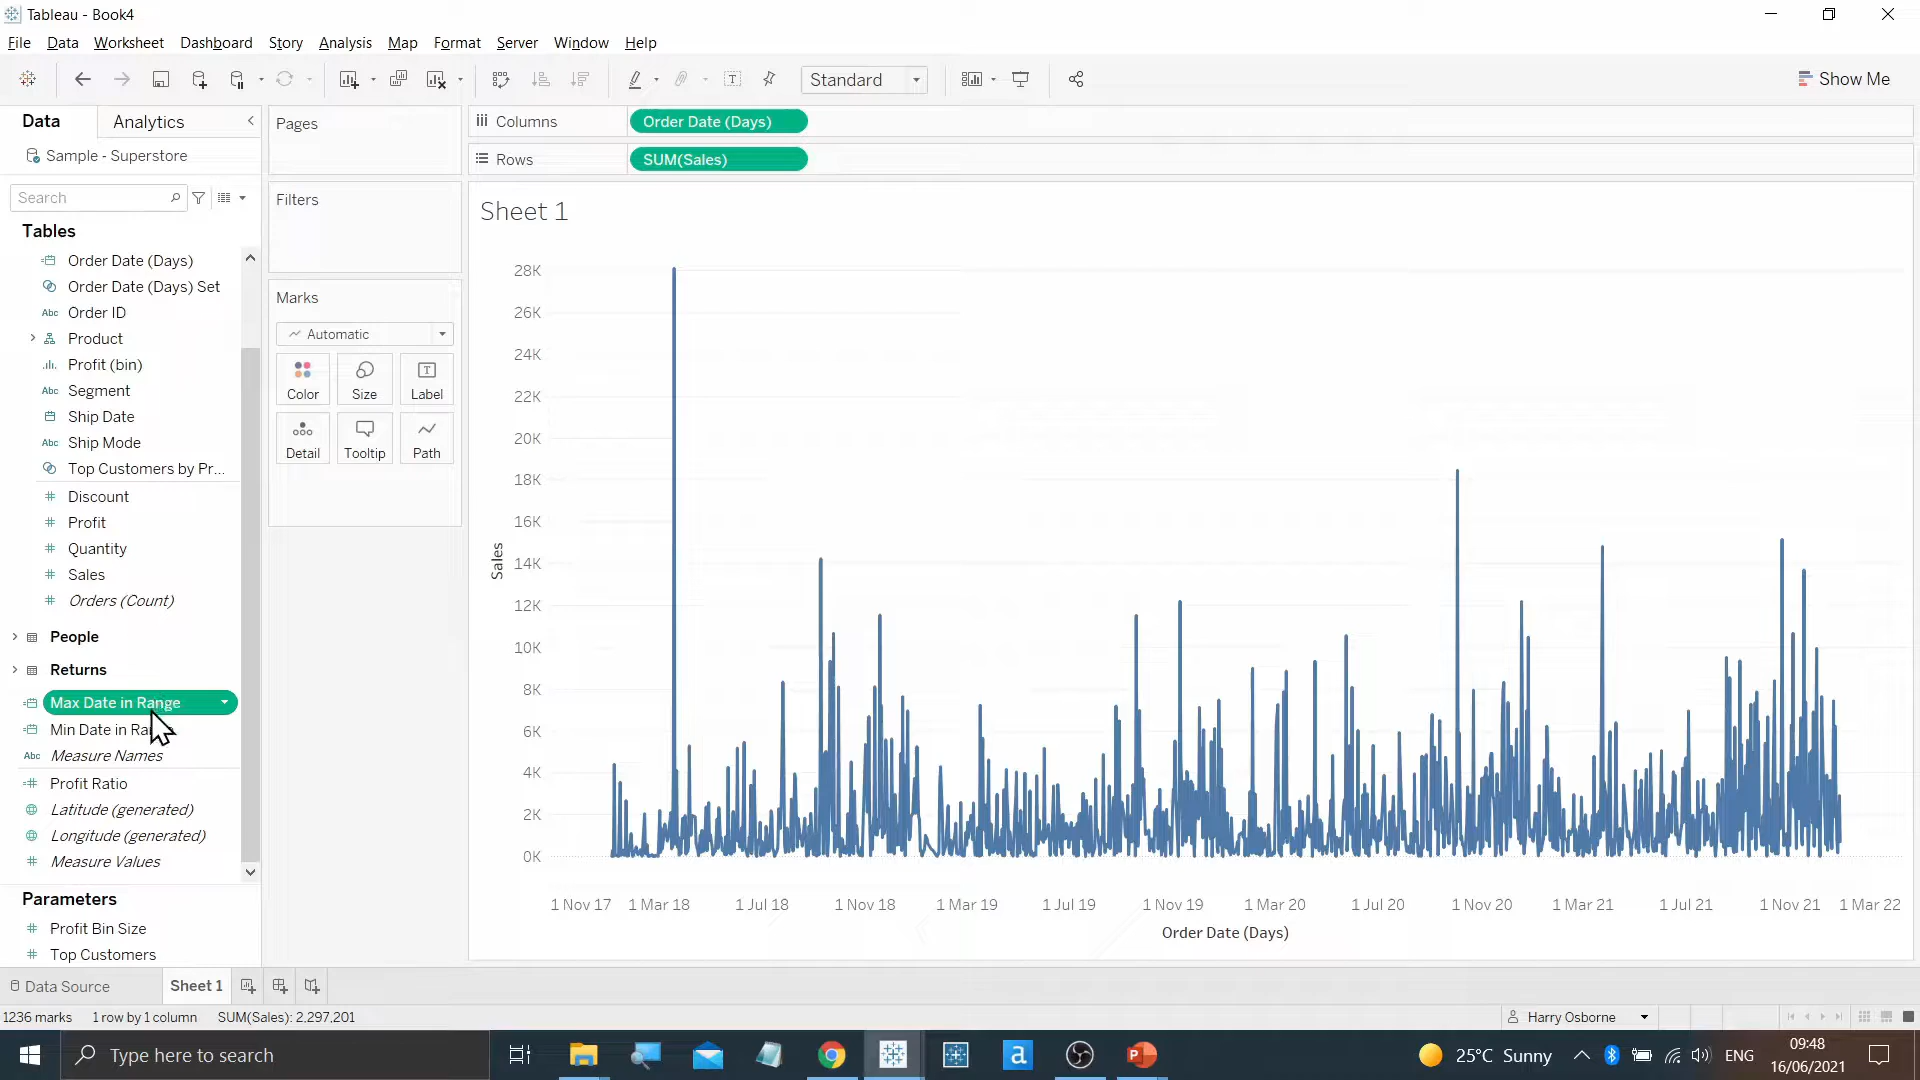 Tableau - Book4
File Data Worksheet Dashboard Story Analysis Map Format Server Window Help
Standard
Show Me
Data Analytics
Sample - Superstore
Search
Tables
Order Date (Days)
Order Date (Days) Set
Abc Order ID
Product
Profit (bin)
Abc Segment
Ship Date
Abc Ship Mode
Top Customers by Pr...
Discount
Profit
Quantity
Sales
Orders (Count)
People
Returns
Max Date in Range
Min Date in Ra
Abc Measure Names
Profit Ratio
Latitude (generated)
Longitude (generated)
Measure Values
Parameters
Profit Bin Size
Top Customers
Pages
Filters
Marks
Automatic
Color Size Label
Detail Tooltip Path
Columns Order Date (Days)
Rows SUM(Sales)
Sheet 1
Sales
28K
26K
24K
22K
20K
18K
16K
14K
12K
10K
8K
6K
4K
2K
0K
1 Nov 17 1 Mar 18 1 Jul 18 1 Nov 18 1 Mar 19 1 Jul 19 1 Nov 19 1 Mar 20 1 Jul 20 1 Nov 20 1 Mar 21 1 Jul 21 1 Nov 21 1 Mar 22
Order Date (Days)
Data Source Sheet 1
1236 marks 1 row by 1 column SUM(Sales): 2,297,201
Harry Osborne
Type here to search
25°C Sunny
ENG
09:48
16/06/2021